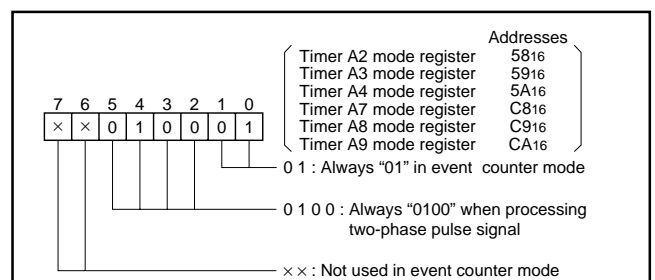 Addresses
Timer A2 mode register 5816
Timer A3 mode register 5916
Timer A4 mode register 5A16
Timer A7 mode register C816
Timer A8 mode register C916
Timer A9 mode register CA16
7 6 5 4 3 2 1 0
× × 0 1 0 0 0 1
0 1 : Always “01” in event counter mode
0 1 0 0 : Always “0100” when processing
two-phase pulse signal
× × : Not used in event counter mode